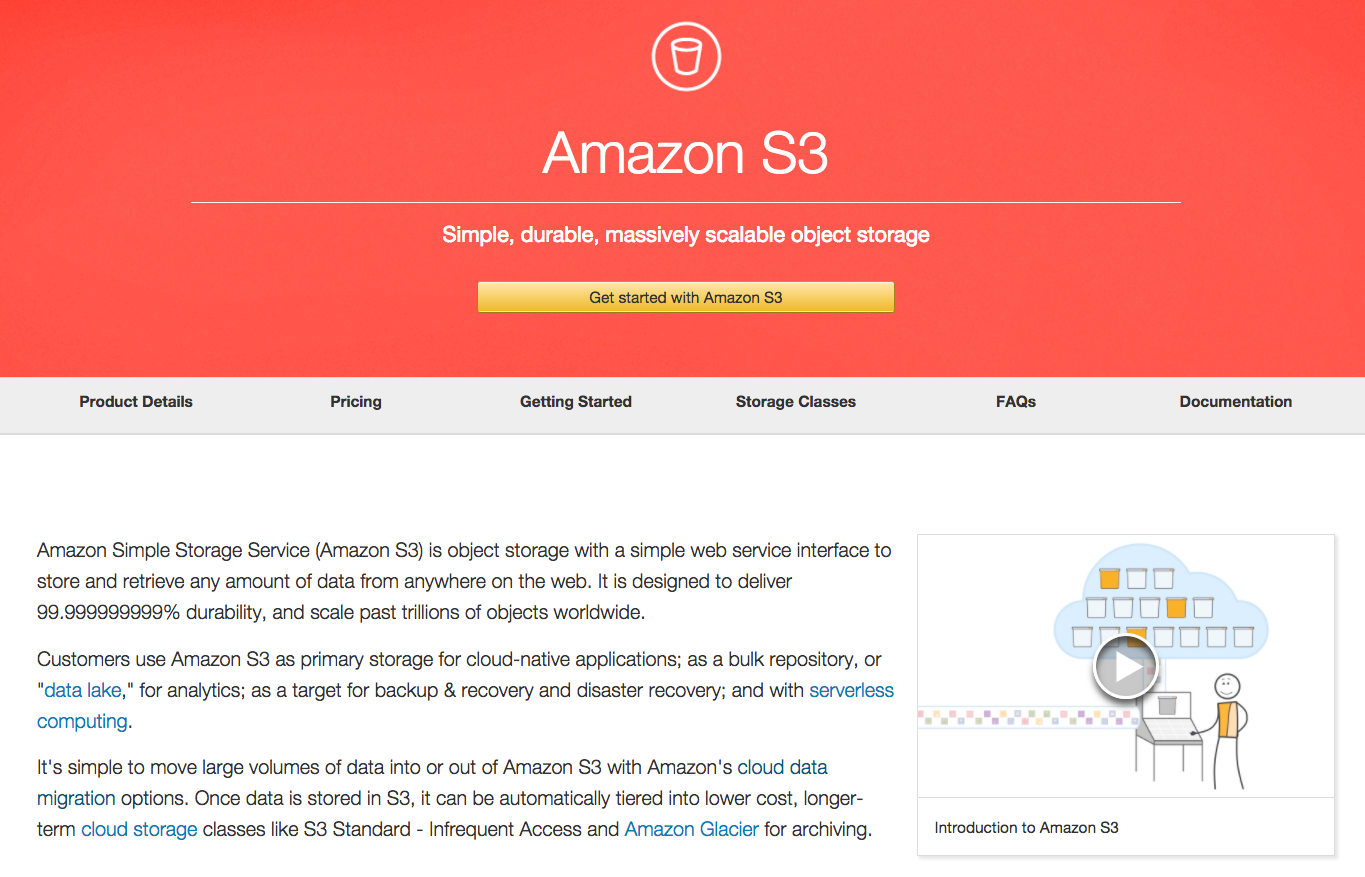 Amazon S3
Simple, durable, massively scalable object storage
Get started with Amazon S3
Product Details
Pricing
Getting Started
Storage Classes
FAQs
Documentation
Amazon Simple Storage Service (Amazon S3) is object storage with a simple web service interface to
store and retrieve any amount of data from anywhere on the web. It is designed to deliver
99.999999999% durability, and scale past trillions of objects worldwide.
Customers use Amazon S3 as primary storage for cloud-native applications; as a bulk repository, or
"data lake," for analytics; as a target for backup & recovery and disaster recovery; and with serverless
computing.
It's simple to move large volumes of data into or out of Amazon S3 with Amazon's cloud data
migration options. Once data is stored in S3, it can be automatically tiered into lower cost, longer-
term cloud storage classes like S3 Standard - Infrequent Access and Amazon Glacier for archiving.
Introduction to Amazon S3